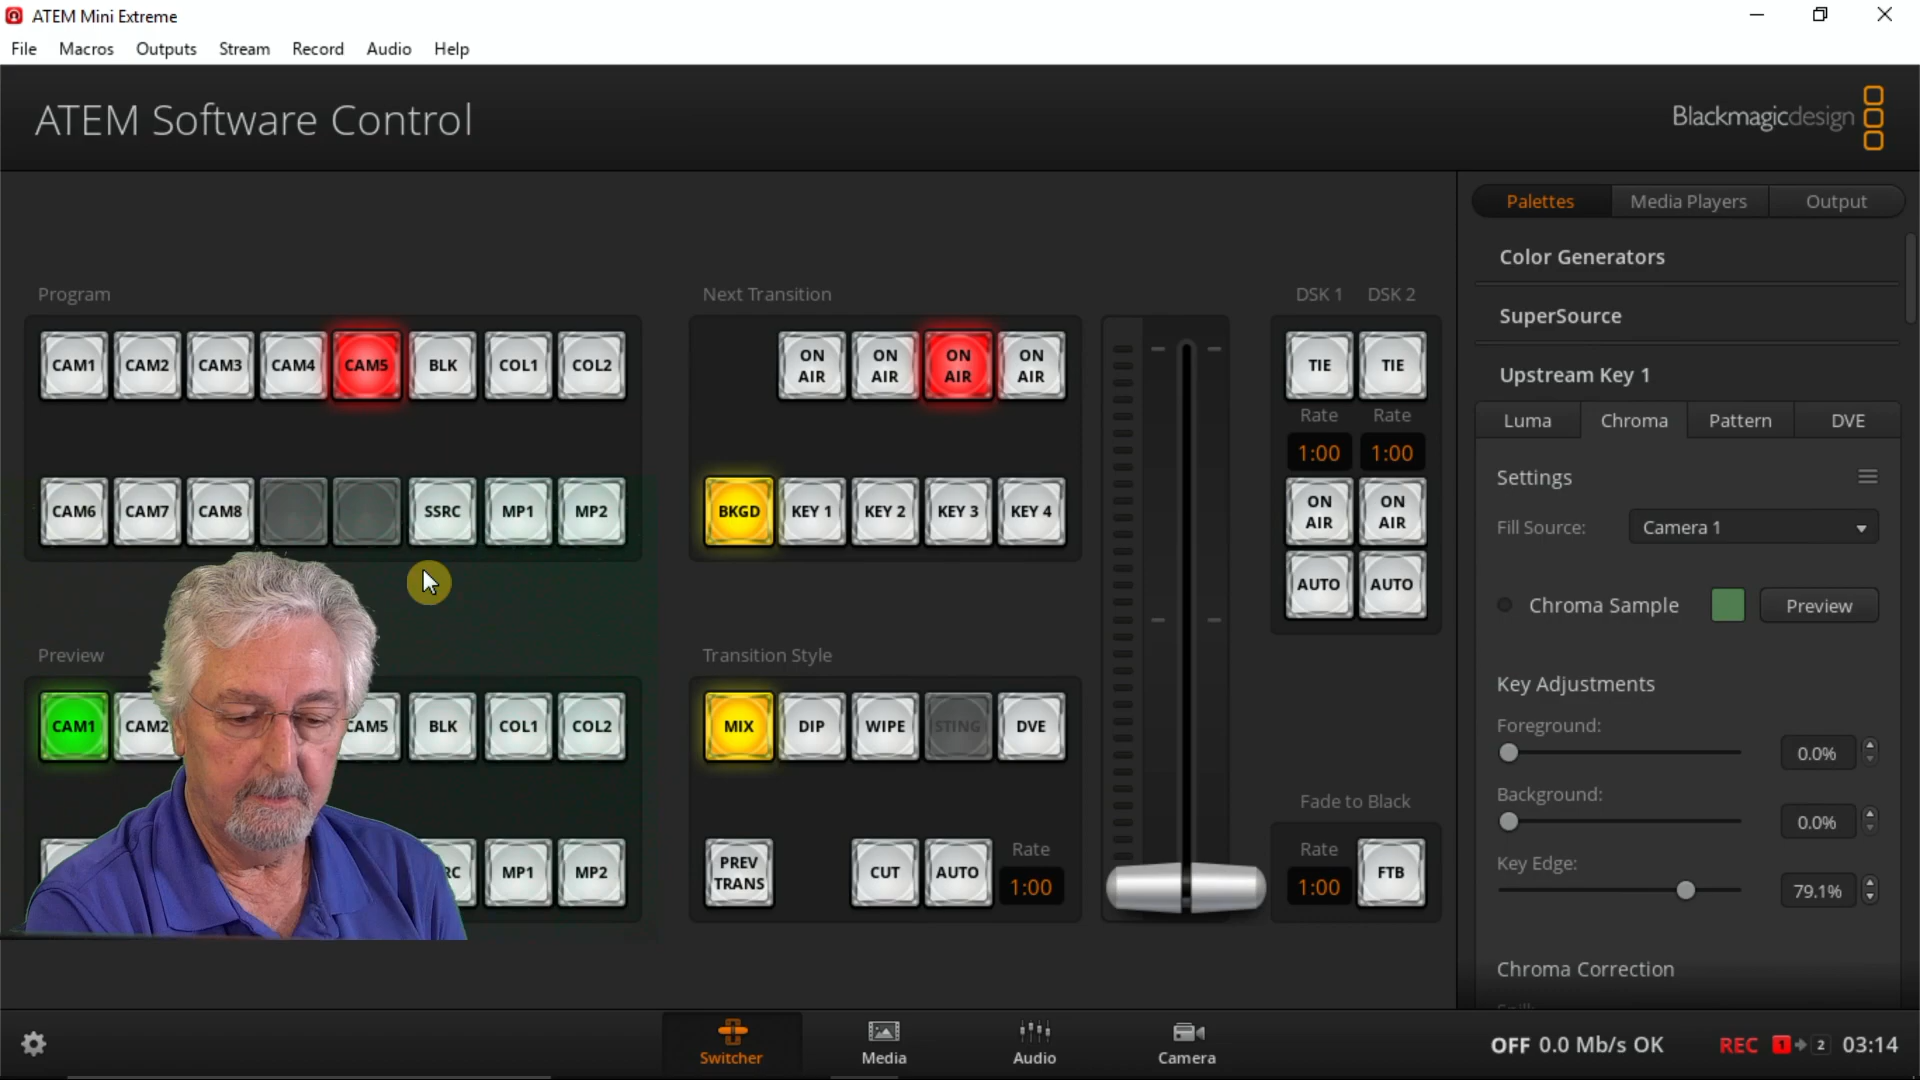 ATEM Mini Extreme
File Macros Outputs Stream Record Audio Help
ATEM Software Control
Blackmagicdesign
Palettes Media Players Output
Color Generators
SuperSource
Upstream Key 1
Luma Chroma Pattern DVE
Settings
Fill Source: Camera 1
Chroma Sample Preview
Key Adjustments
Foreground:
0.0%
Background:
0.0%
Key Edge:
79.1%
Chroma Correction
Program
CAM1 CAM2 CAM3 CAM4 CAM5 BLK COL1 COL2
CAM6 CAM7 CAM8 SSRC MP1 MP2
Preview
CAM1 CAM2 CAM5 BLK COL1 COL2
RC MP1 MP2
Next Transition
ON AIR ON AIR ON AIR ON AIR
BKGD KEY 1 KEY 2 KEY 3 KEY 4
Transition Style
MIX DIP WIPE STING DVE
PREV TRANS CUT AUTO Rate 1:00
DSK 1 DSK 2
TIE TIE
Rate Rate
1:00 1:00
ON AIR ON AIR
AUTO AUTO
Fade to Black
Rate
1:00 FTB
Switcher Media Audio Camera
OFF 0.0 Mb/s OK REC 1 2 03:14